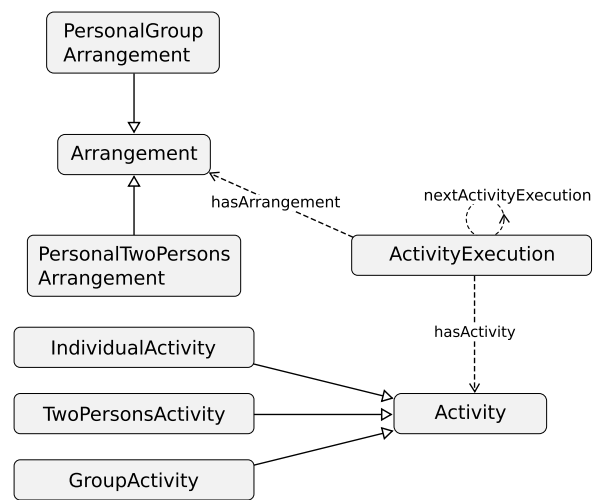 PersonalGroup
Arrangement
Arrangement
hasArrangement
nextActivityExecution
PersonalTwoPersons
Arrangement
ActivityExecution
hasActivity
IndividualActivity
TwoPersonsActivity
Activity
GroupActivity